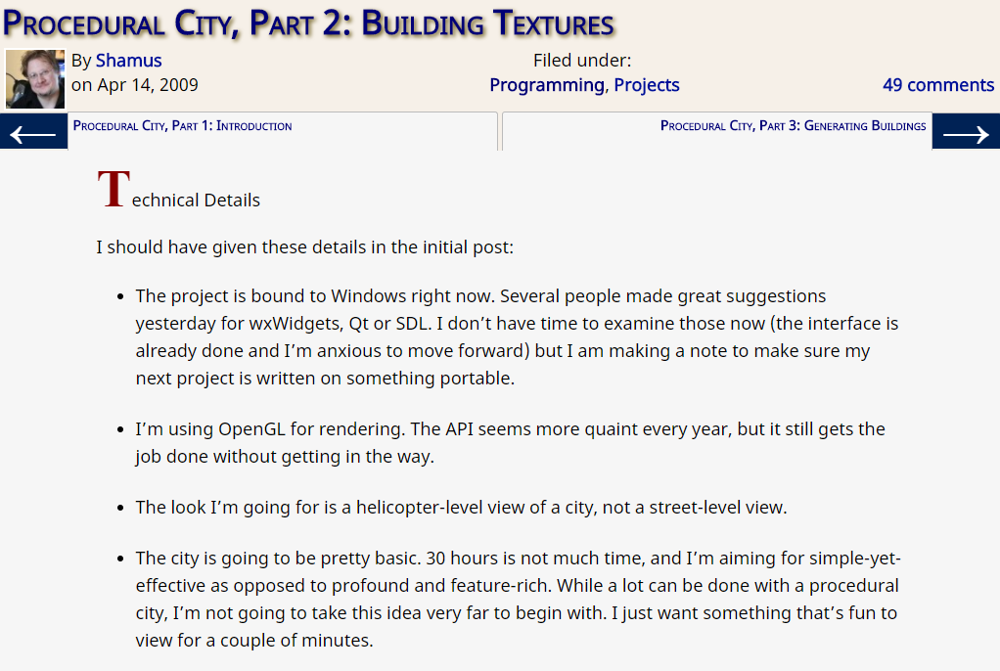 Procedural City, Part 2: Building Textures
By Shamus
on Apr 14, 2009
Filed under:
Programming, Projects
49 comments
Procedural City, Part 1: Introduction
Procedural City, Part 3: Generating Buildings
Technical Details
I should have given these details in the initial post:
• The project is bound to Windows right now. Several people made great suggestions
yesterday for wxWidgets, Qt or SDL. I don’t have time to examine those now (the interface is
already done and I’m anxious to move forward) but I am making a note to make sure my
next project is written on something portable.
• I’m using OpenGL for rendering. The API seems more quaint every year, but it still gets the
job done without getting in the way.
• The look I’m going for is a helicopter-level view of a city, not a street-level view.
• The city is going to be pretty basic. 30 hours is not much time, and I’m aiming for simple-yet-
effective as opposed to profound and feature-rich. While a lot can be done with a procedural
city, I’m not going to take this idea very far to begin with. I just want something that’s fun to
view for a couple of minutes.